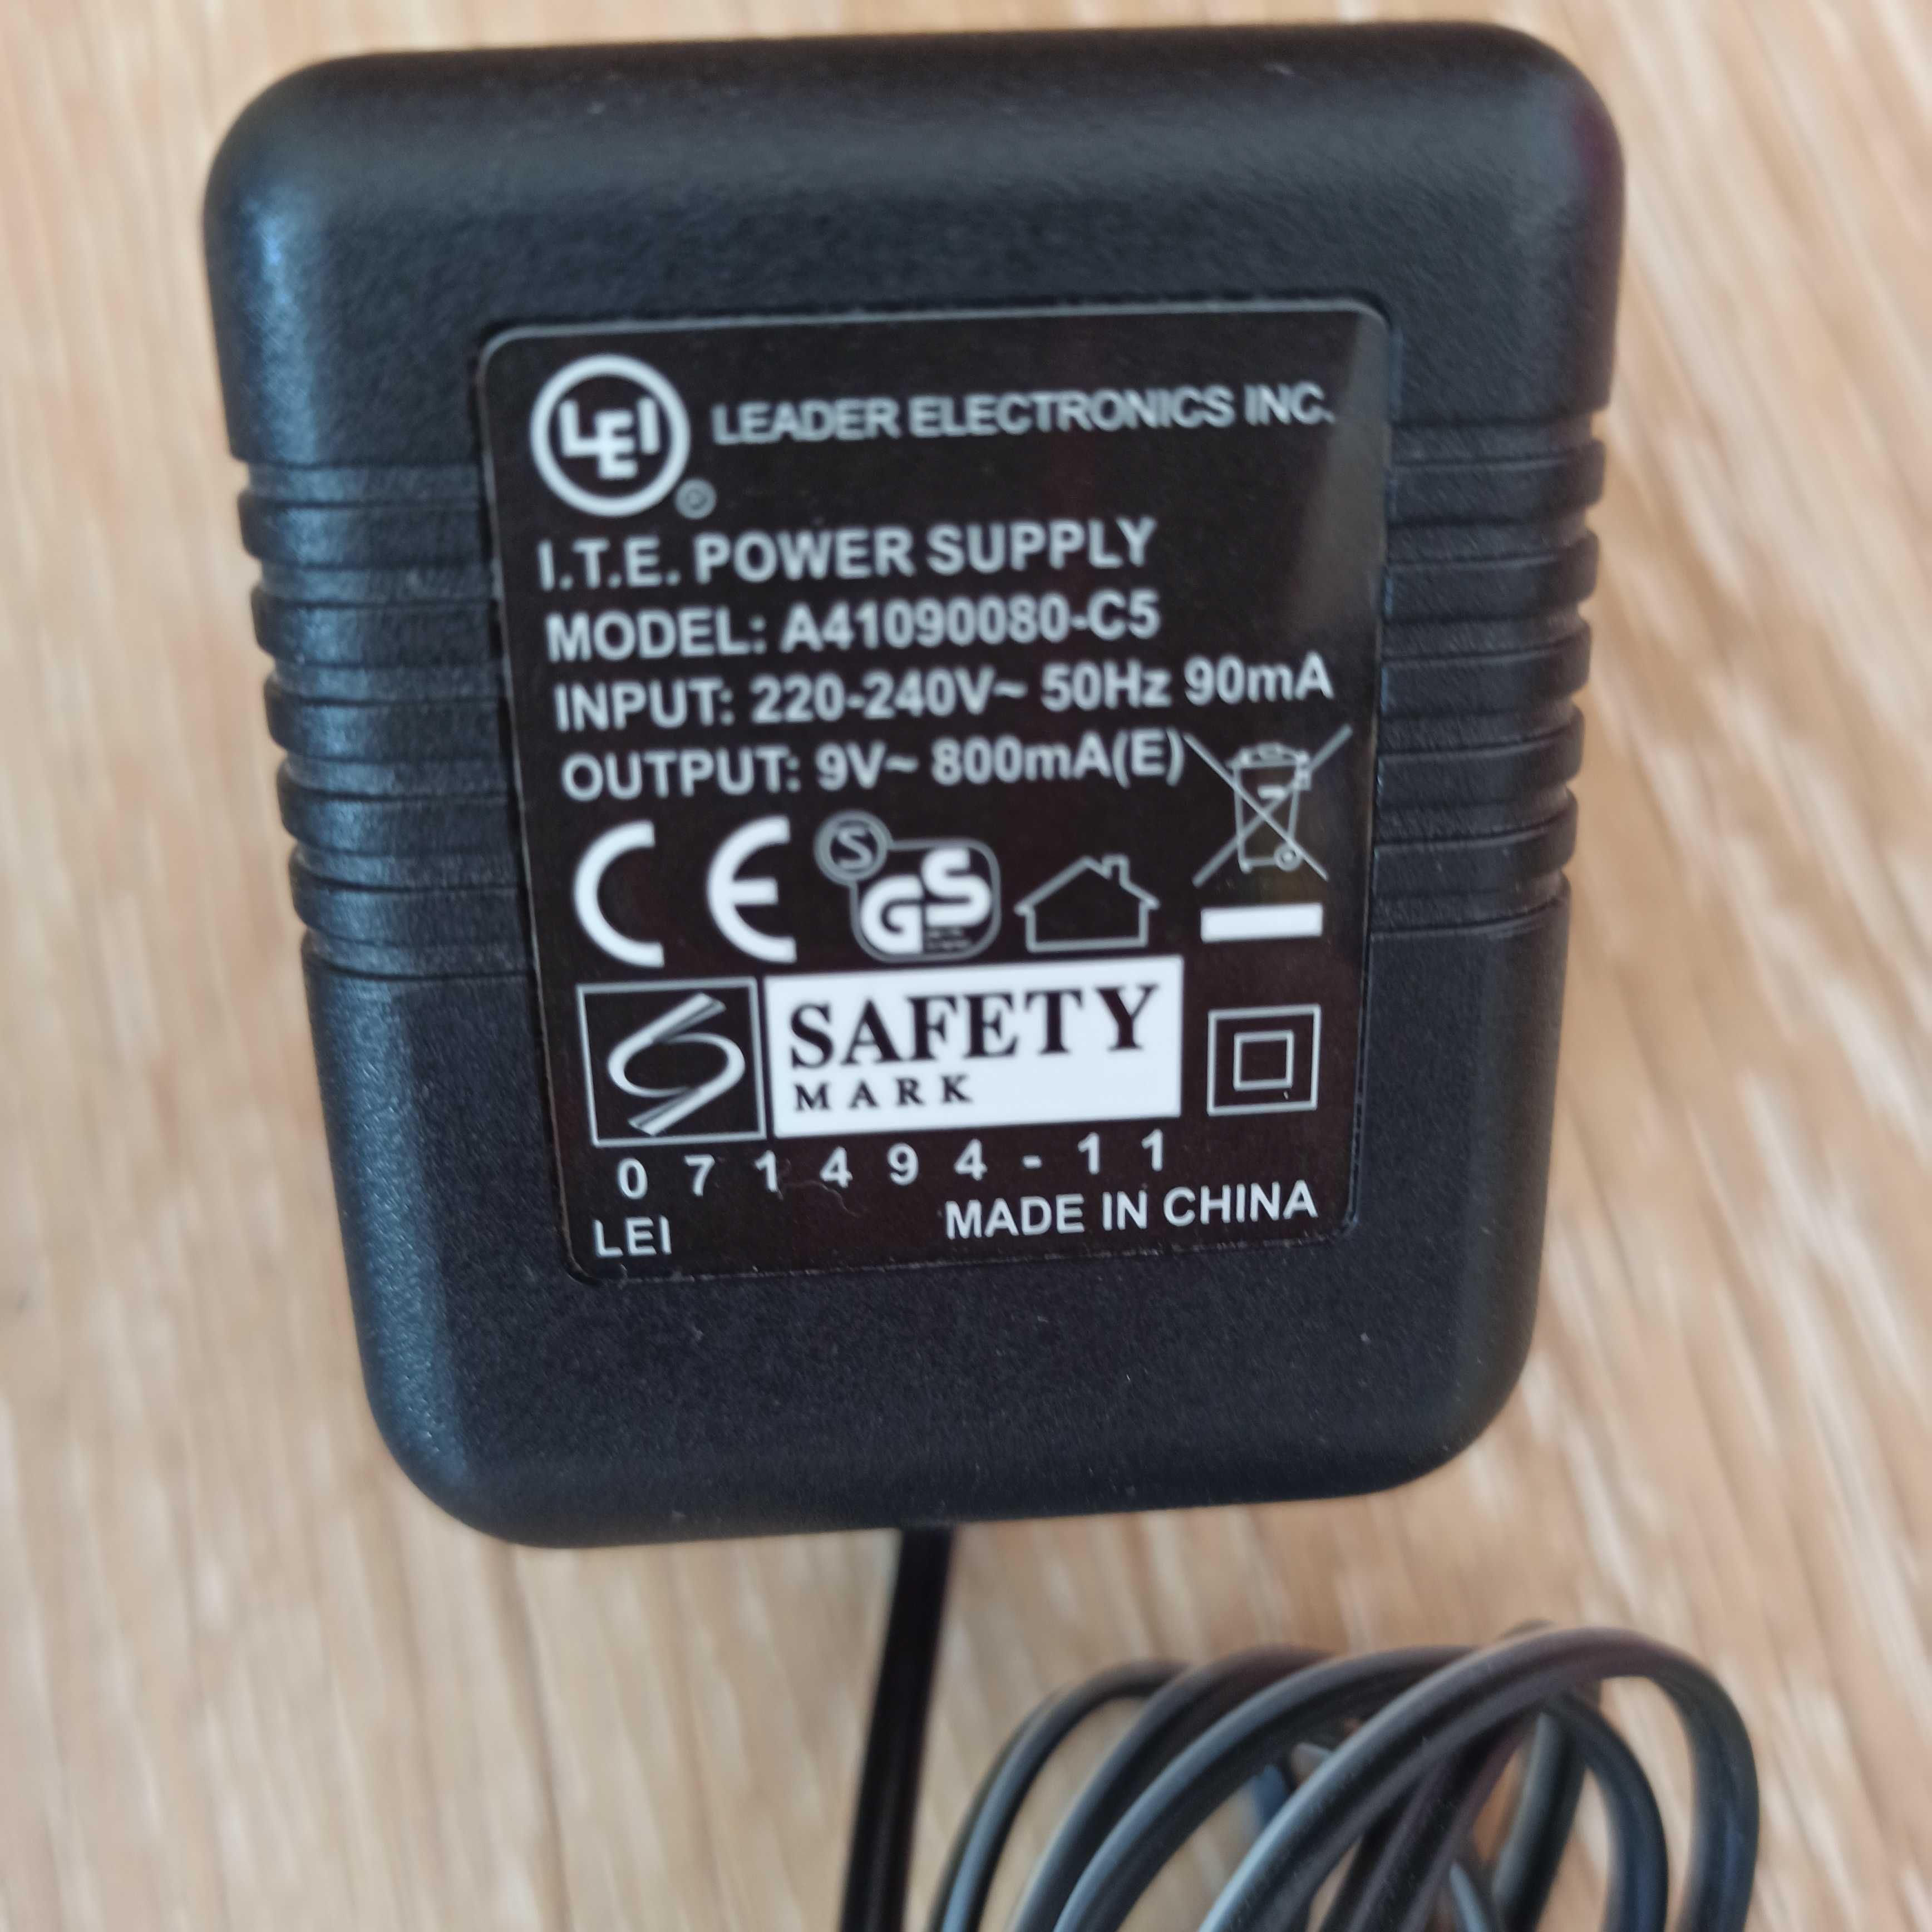 LEI ® LEADER ELECTRONICS INC.
I.T.E. POWER SUPPLY
MODEL: A41090080-C5
INPUT: 220-240V~ 50Hz 90mA
OUTPUT: 9V~ 800mA(E)
CE S GS
SAFETY
MARK
071494-11
LEI MADE IN CHINA